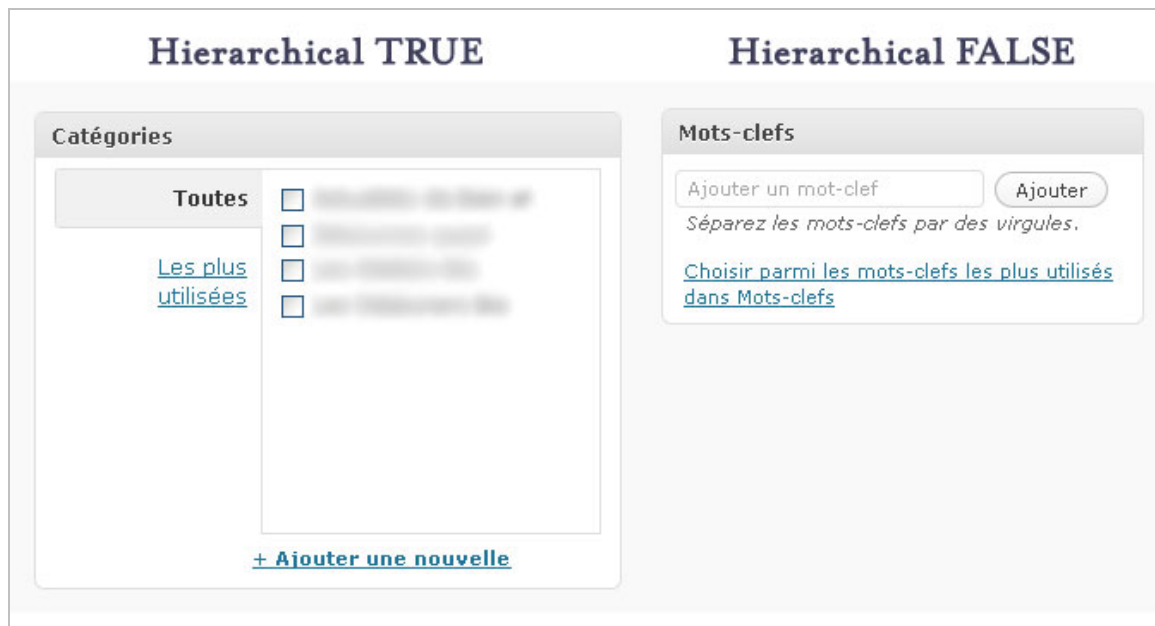 Hierarchical TRUE
Hierarchical FALSE
Catégories
Toutes
Les plus
utilisées
+ Ajouter une nouvelle
Mots-clefs
Ajouter un mot-clef
Ajouter
Séparez les mots-clefs par des virgules.
Choisir parmi les mots-clefs les plus utilisés
dans Mots-clefs